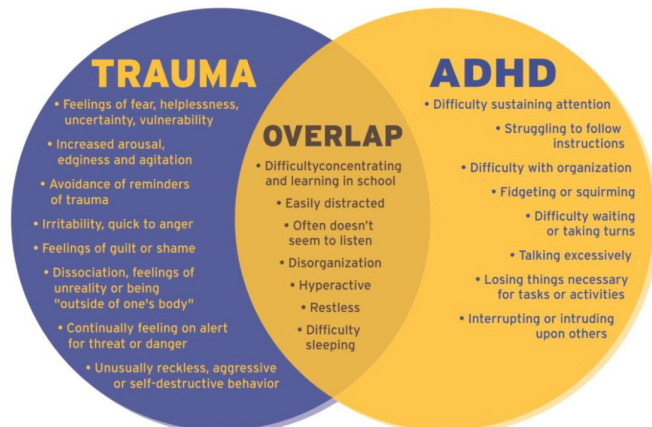 TRAUMA
• Feelings of fear, helplessness,
uncertainty, vulnerability
• Increased arousal,
edginess and agitation
• Avoidance of reminders
of trauma
• Irritability, quick to anger
• Feelings of guilt or shame
• Dissociation, feelings of
unreality or being
"outside of one's body"
• Continually feeling on alert
for threat or danger
• Unusually reckless, aggressive
or self-destructive behavior
OVERLAP
• Difficultyconcentrating
and learning in school
• Easily distracted
• Often doesn't
seem to listen
• Disorganization
• Hyperactive
• Restless
• Difficulty
sleeping
ADHD
• Difficulty sustaining attention
• Struggling to follow
instructions
• Difficulty with organization
• Fidgeting or squirming
• Difficulty waiting
or taking turns
• Talking excessively
• Losing things necessary
for tasks or activities
• Interrupting or intruding
upon others